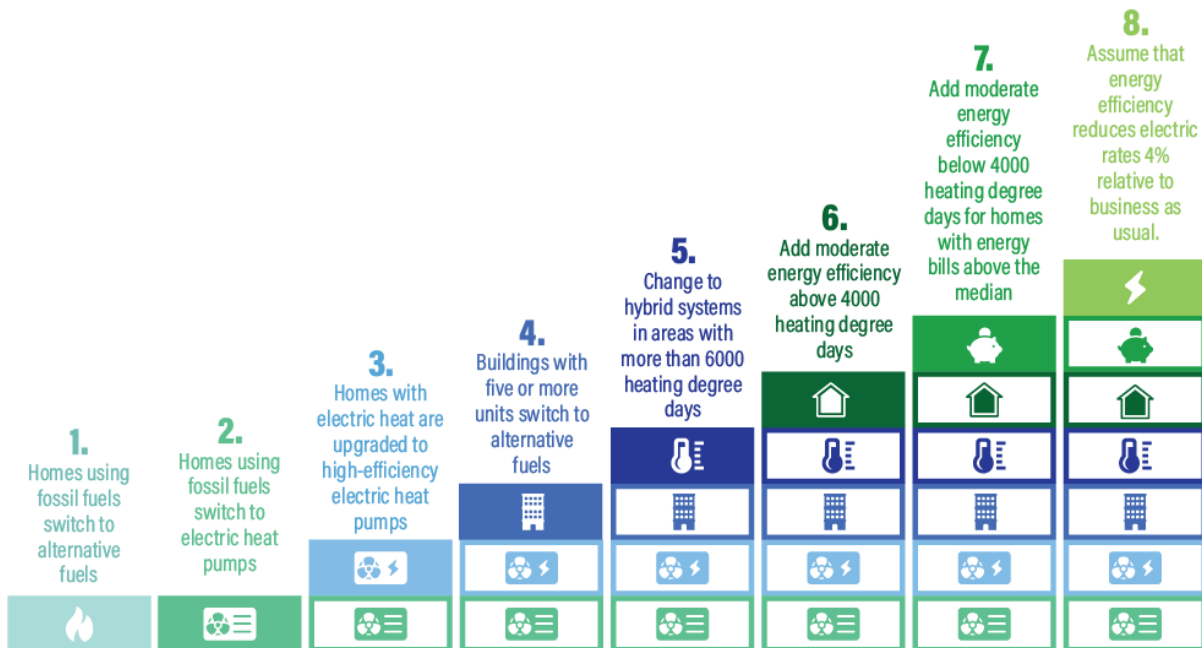 1.
Homes using
fossil fuels
switch to
alternative
fuels
2.
Homes using
fossil fuels
switch to
electric heat
pumps
3.
Homes with
electric heat are
upgraded to
high-efficiency
electric heat
pumps
4.
Buildings with
five or more
units switch to
alternative
fuels
5.
Change to
hybrid systems
in areas with
more than 6000
heating degree
days
6.
Add moderate
energy efficiency
above 4000
heating degree
days
7.
Add moderate
energy
efficiency
below 4000
heating degree
days for homes
with energy
bills above the
median
8.
Assume that
energy
efficiency
reduces electric
rates 4%
relative to
business as
usual.